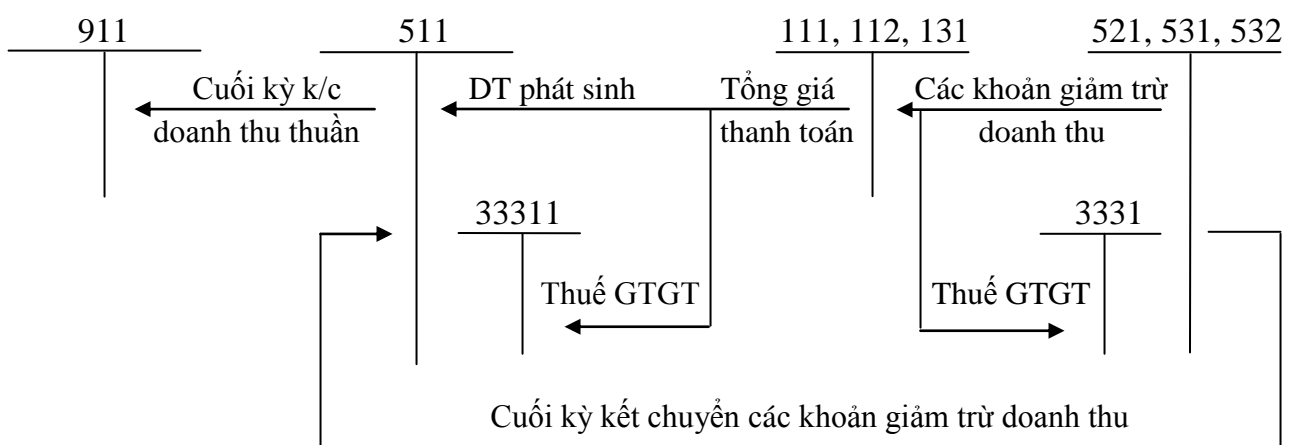 911 511 111, 112, 131 521, 531, 532
Cuối kỳ k/c DT phát sinh Tổng giá Các khoản giảm trừ
doanh thu thuần thanh toán doanh thu
33311 3331
Thuế GTGT Thuế GTGT
Cuối kỳ kết chuyển các khoản giảm trừ doanh thu